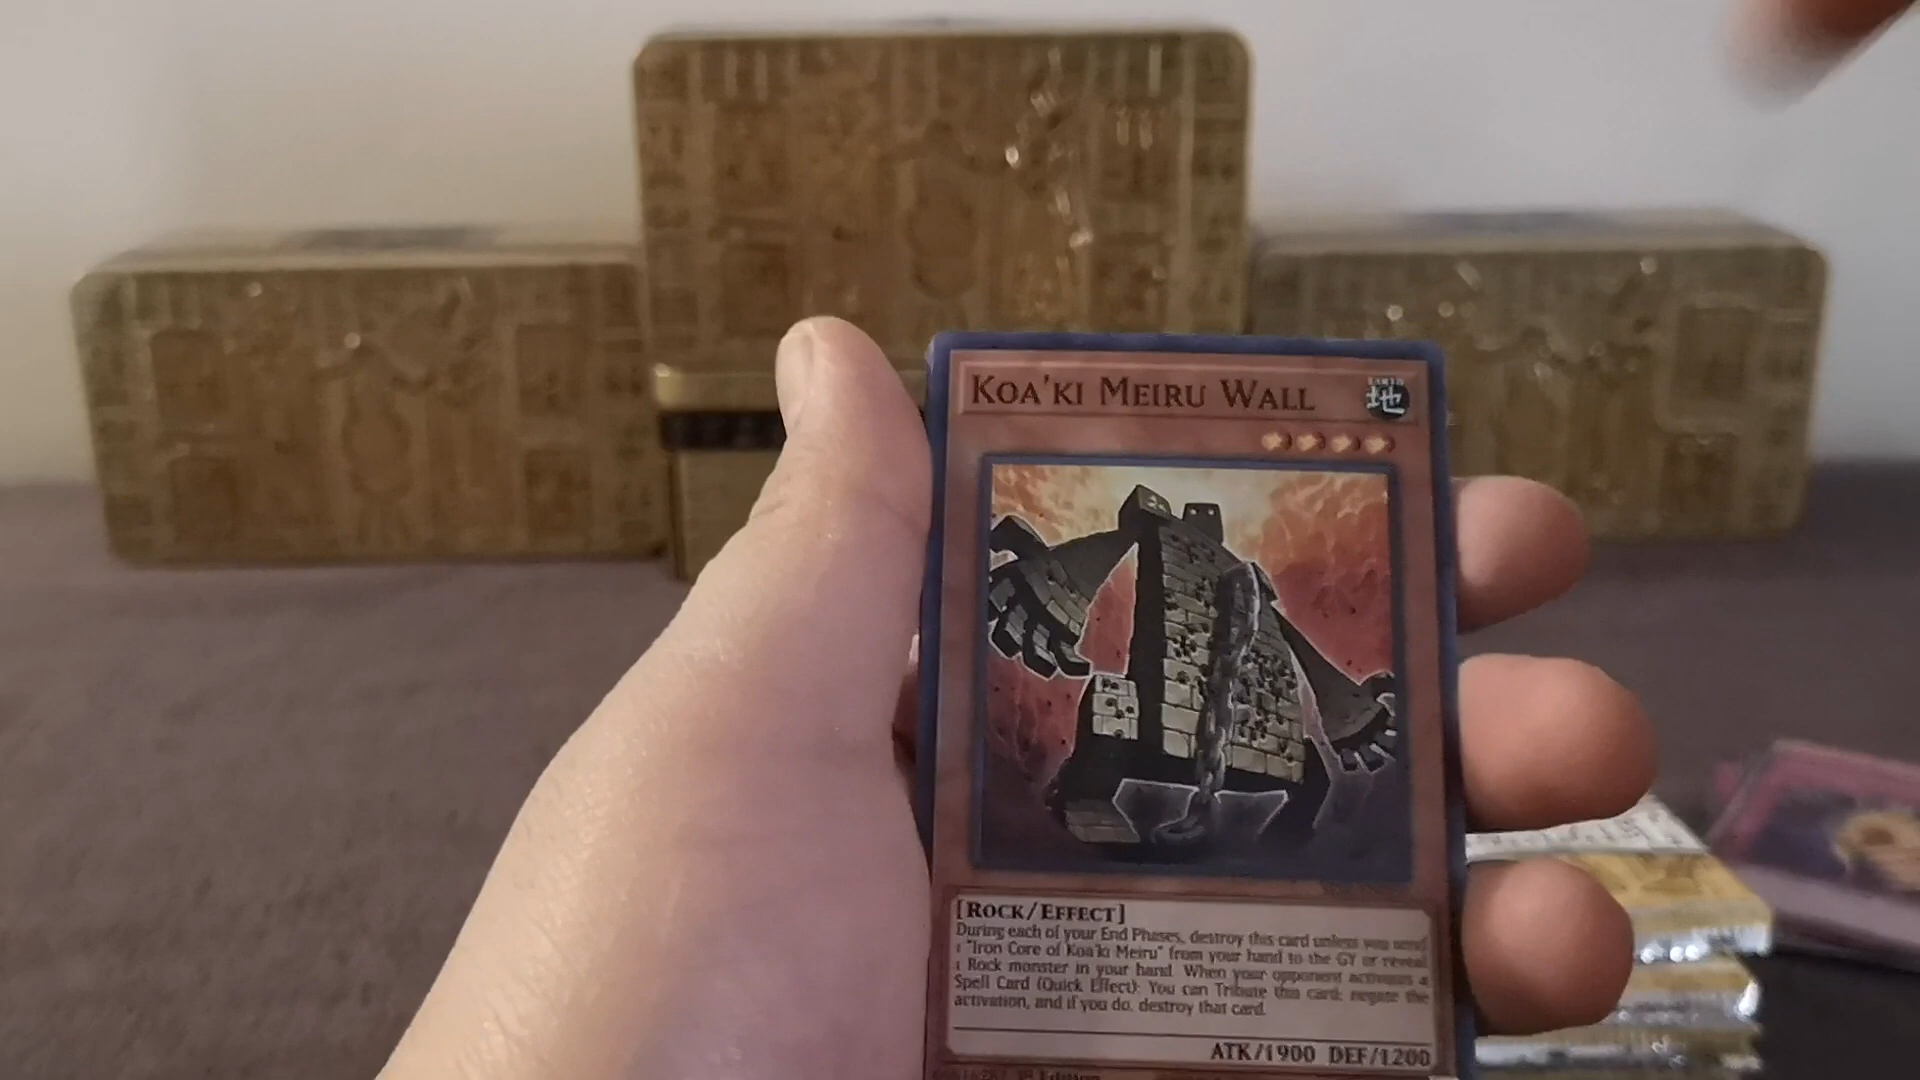 KOA'KI MEIRU WALL
EARTH
地
[ROCK/EFFECT]
During each of your End Phases, destroy this card unless you send
1 "Iron Core of Koa'ki Meiru" from your hand to the GY or reveal
1 Rock monster in your hand. When your opponent activates a
Spell Card (Quick Effect): You can Tribute this card; negate the
activation, and if you do, destroy that card.
ATK/1900 DEF/1200
Edition